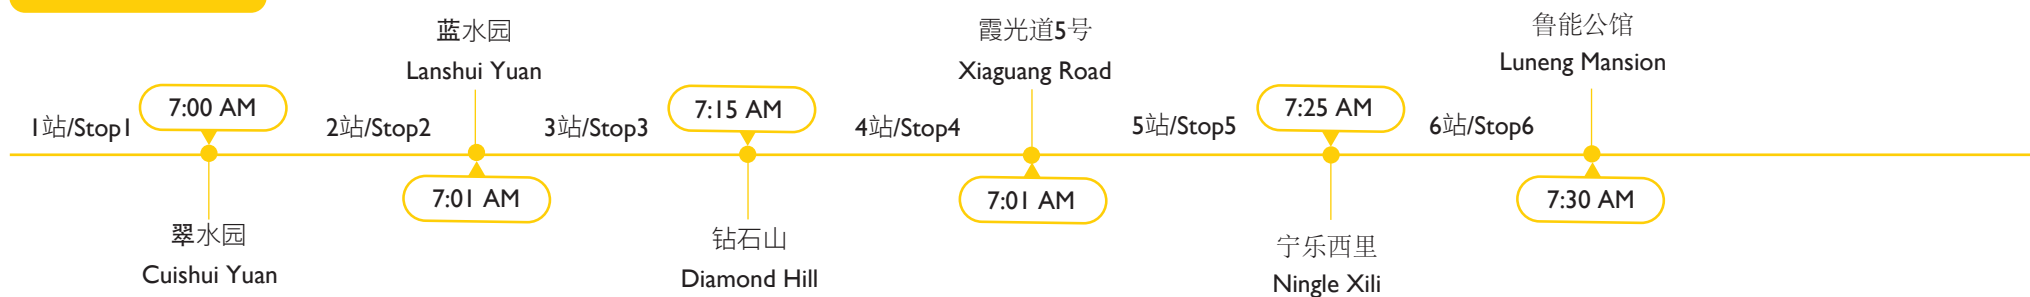 1站/Stop1
7:00 AM
翠水园
Cuishui Yuan
2站/Stop2
蓝水园
Lanshui Yuan
7:01 AM
3站/Stop3
7:15 AM
钻石山
Diamond Hill
4站/Stop4
霞光道5号
Xiaguang Road
7:01 AM
5站/Stop5
7:25 AM
宁乐西里
Ningle Xili
6站/Stop6
鲁能公馆
Luneng Mansion
7:30 AM